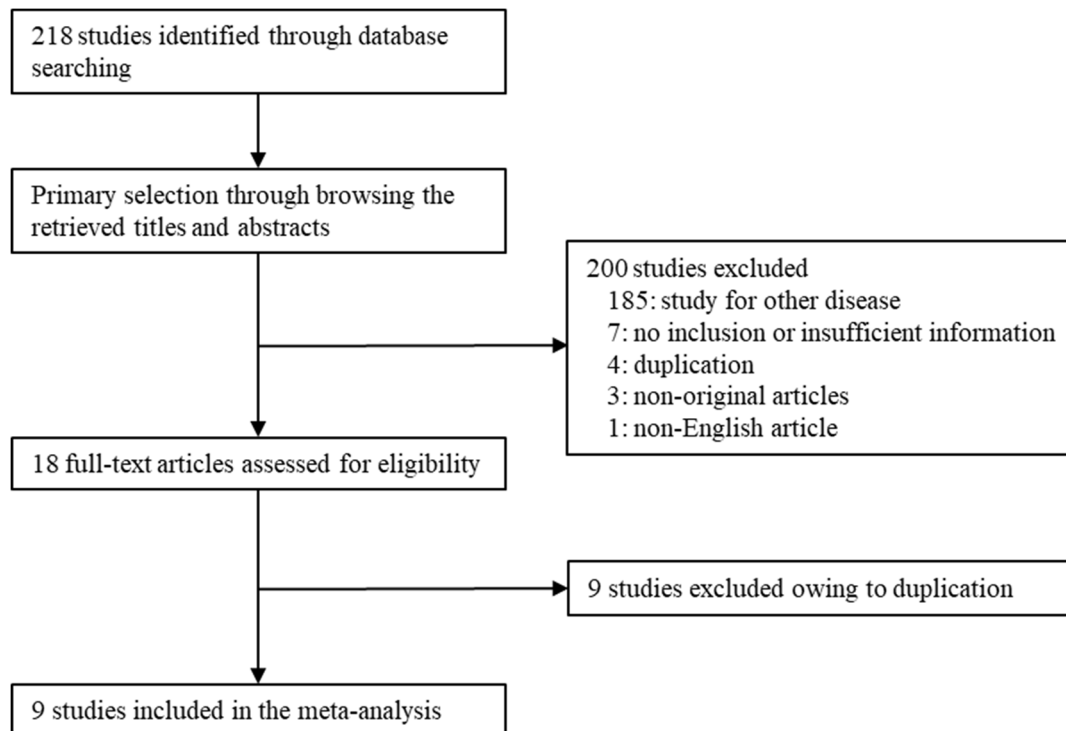 218 studies identified through database
searching
Primary selection through browsing the
retrieved titles and abstracts
200 studies excluded
185: study for other disease
7: no inclusion or insufficient information
4: duplication
3: non-original articles
1: non-English article
18 full-text articles assessed for eligibility
9 studies excluded owing to duplication
9 studies included in the meta-analysis